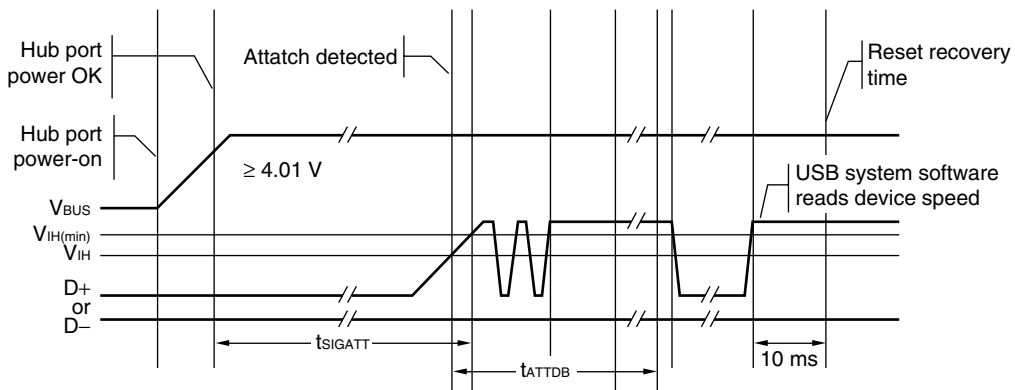 Hub port
power OK
Attatch detected
Reset recovery
time
Hub port
power-on
≥ 4.01 V
USB system software
reads device speed
VBUS
VIH(min)
VIH
D+
or
D–
tSIGATT
tATTDB
10 ms